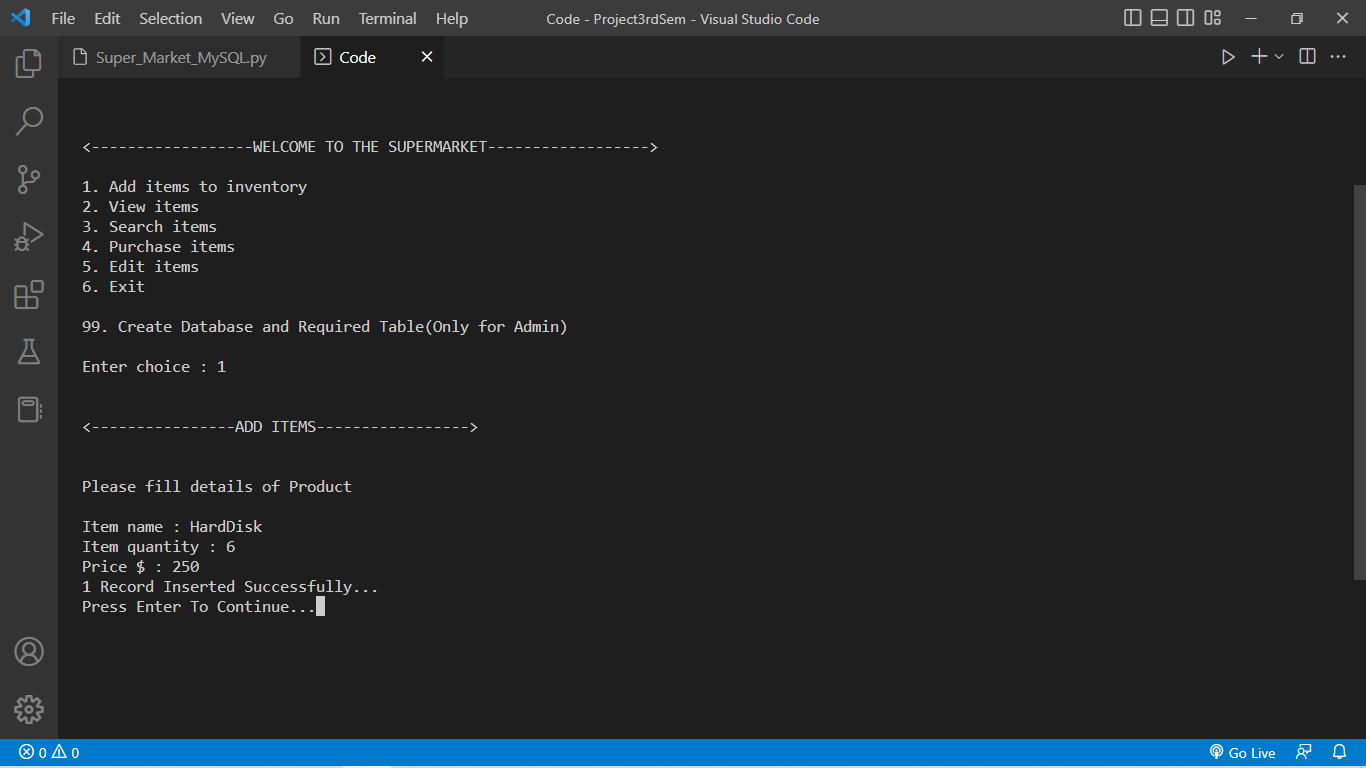 File Edit Selection View Go Run Terminal Help Code - Project3rdSem - Visual Studio Code
Super_Market_MySQL.py Code
<------------------WELCOME TO THE SUPERMARKET------------------>
1. Add items to inventory
2. View items
3. Search items
4. Purchase items
5. Edit items
6. Exit
99. Create Database and Required Table(Only for Admin)
Enter choice : 1
<----------------ADD ITEMS----------------->
Please fill details of Product
Item name : HardDisk
Item quantity : 6
Price $ : 250
1 Record Inserted Successfully...
Press Enter To Continue...
0 0 Go Live